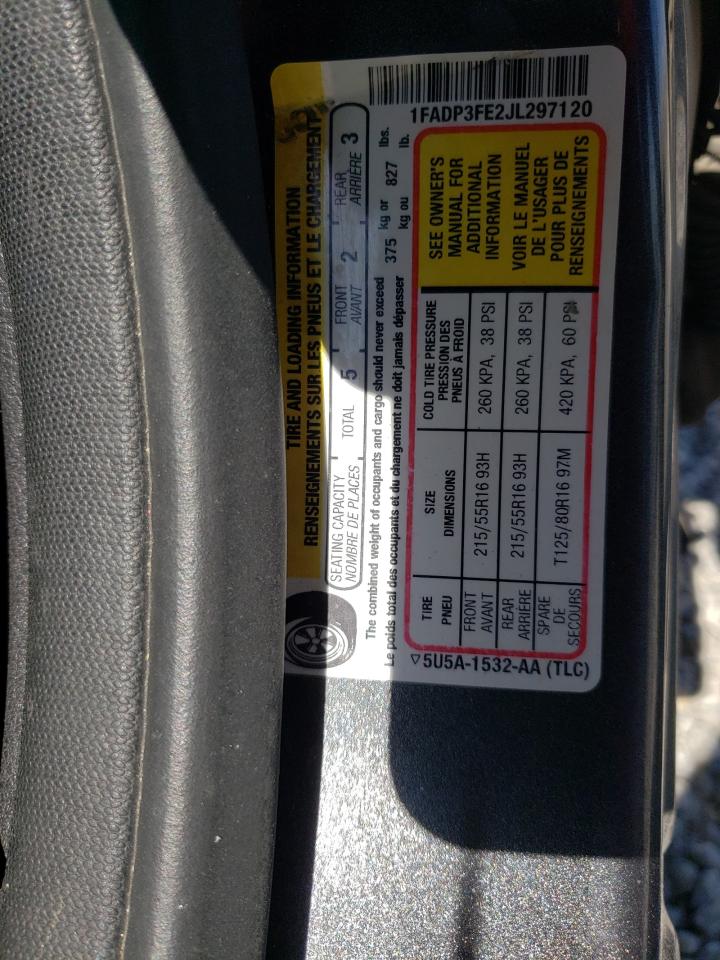 TIRE AND LOADING INFORMATION
RENSEIGNEMENTS SUR LES PNEUS ET LE CHARGEMENT
SEATING CAPACITY TOTAL 5 FRONT 2 REAR 3
NOMBRE DE PLACES AVANT ARRIÈRE
The combined weight of occupants and cargo should never exceed 375 kg or 827 lbs.
Le poids total des occupants et du chargement ne doit jamais dépasser kg ou lb.
1FADP3FE2JL297120
TIRE SIZE COLD TIRE PRESSURE
PNEU DIMENSIONS PRESSION DES
PNEUS À FROID
FRONT 215/55R16 93H 260 KPA, 38 PSI
AVANT
REAR 215/55R16 93H 260 KPA, 38 PSI
ARRIÈRE
SPARE T125/80R16 97M 420 KPA, 60 PSI
DE
SECOURS
SEE OWNER'S
MANUAL FOR
ADDITIONAL
INFORMATION
VOIR LE MANUEL
DE L'USAGER
POUR PLUS DE
RENSEIGNEMENTS
5U5A-1532-AA (TLC)